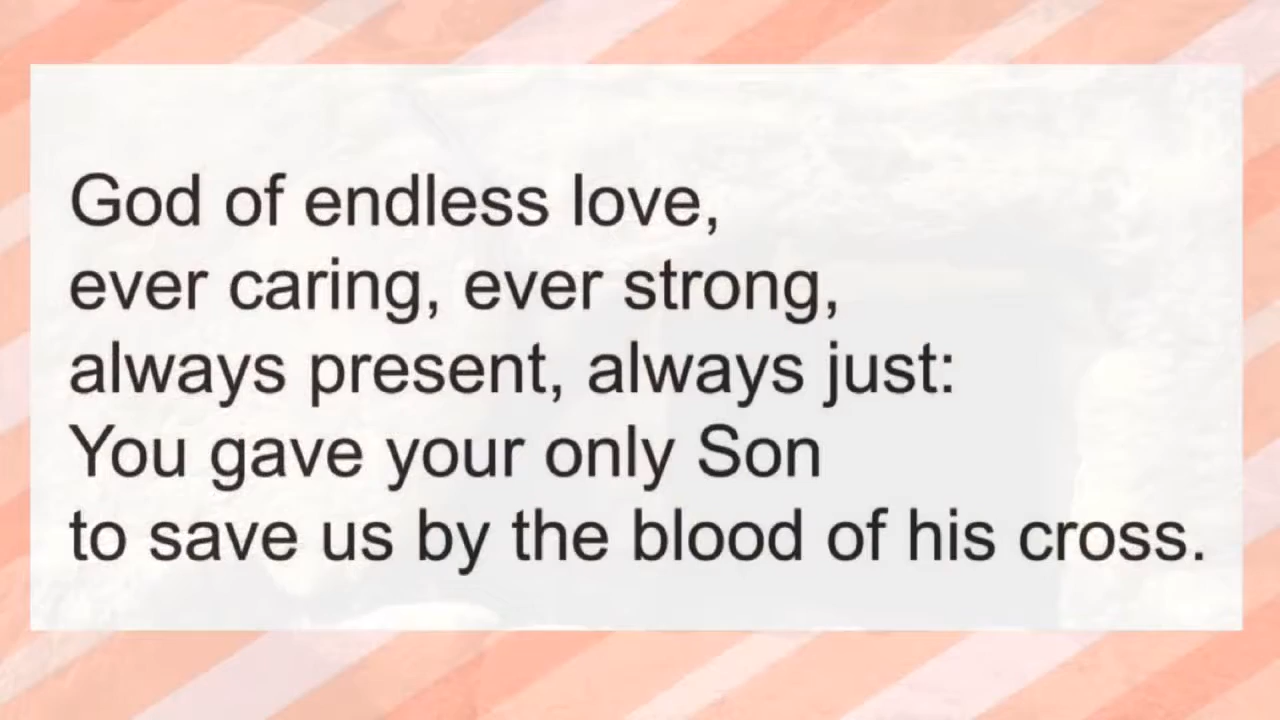 God of endless love,
ever caring, ever strong,
always present, always just:
You gave your only Son
to save us by the blood of his cross.